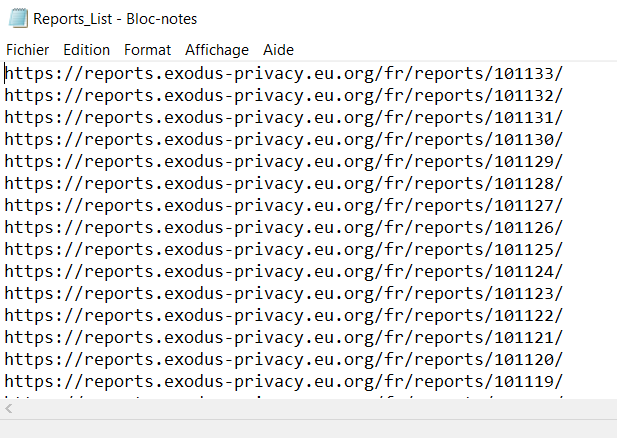 Reports_List - Bloc-notes
Fichier Edition Format Affichage Aide
https://reports.exodus-privacy.eu.org/fr/reports/101133/
https://reports.exodus-privacy.eu.org/fr/reports/101132/
https://reports.exodus-privacy.eu.org/fr/reports/101131/
https://reports.exodus-privacy.eu.org/fr/reports/101130/
https://reports.exodus-privacy.eu.org/fr/reports/101129/
https://reports.exodus-privacy.eu.org/fr/reports/101128/
https://reports.exodus-privacy.eu.org/fr/reports/101127/
https://reports.exodus-privacy.eu.org/fr/reports/101126/
https://reports.exodus-privacy.eu.org/fr/reports/101125/
https://reports.exodus-privacy.eu.org/fr/reports/101124/
https://reports.exodus-privacy.eu.org/fr/reports/101123/
https://reports.exodus-privacy.eu.org/fr/reports/101122/
https://reports.exodus-privacy.eu.org/fr/reports/101121/
https://reports.exodus-privacy.eu.org/fr/reports/101120/
https://reports.exodus-privacy.eu.org/fr/reports/101119/